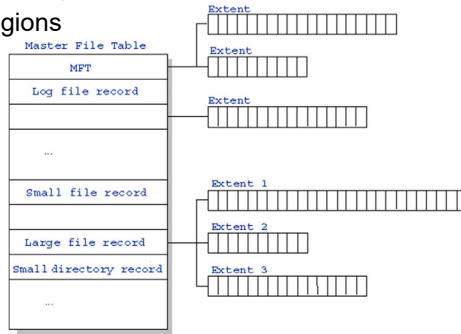 gions
Master File Table
MFT
Log file record
...
Small file record
Large file record
Small directory record
...
Extent
Extent
Extent
Extent 1
Extent 2
Extent 3